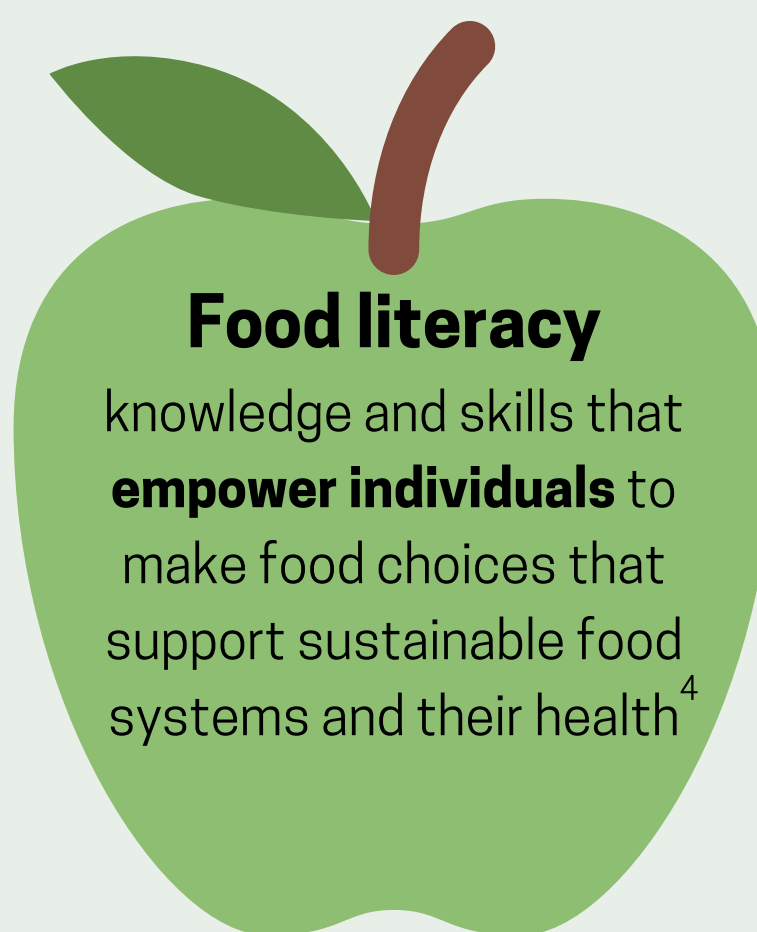 Food literacy
knowledge and skills that
empower individuals to
make food choices that
support sustainable food
systems and their health⁴